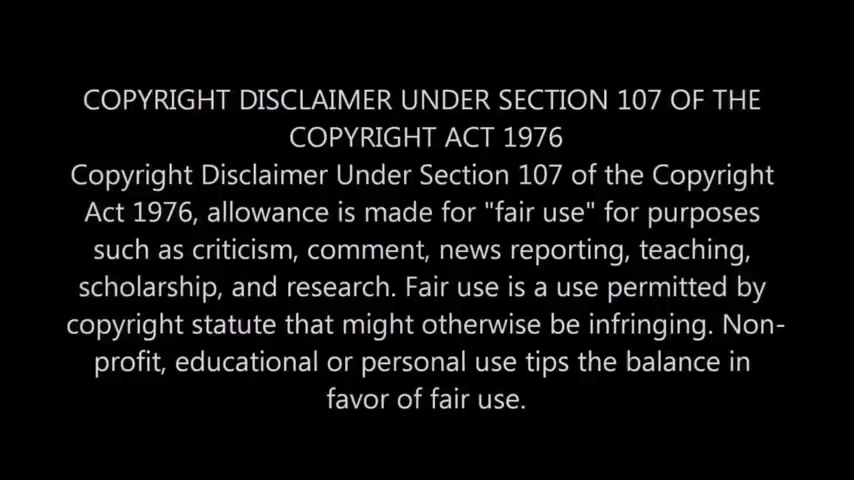 COPYRIGHT DISCLAIMER UNDER SECTION 107 OF THE
COPYRIGHT ACT 1976
Copyright Disclaimer Under Section 107 of the Copyright
Act 1976, allowance is made for "fair use" for purposes
such as criticism, comment, news reporting, teaching,
scholarship, and research. Fair use is a use permitted by
copyright statute that might otherwise be infringing. Non-
profit, educational or personal use tips the balance in
favor of fair use.